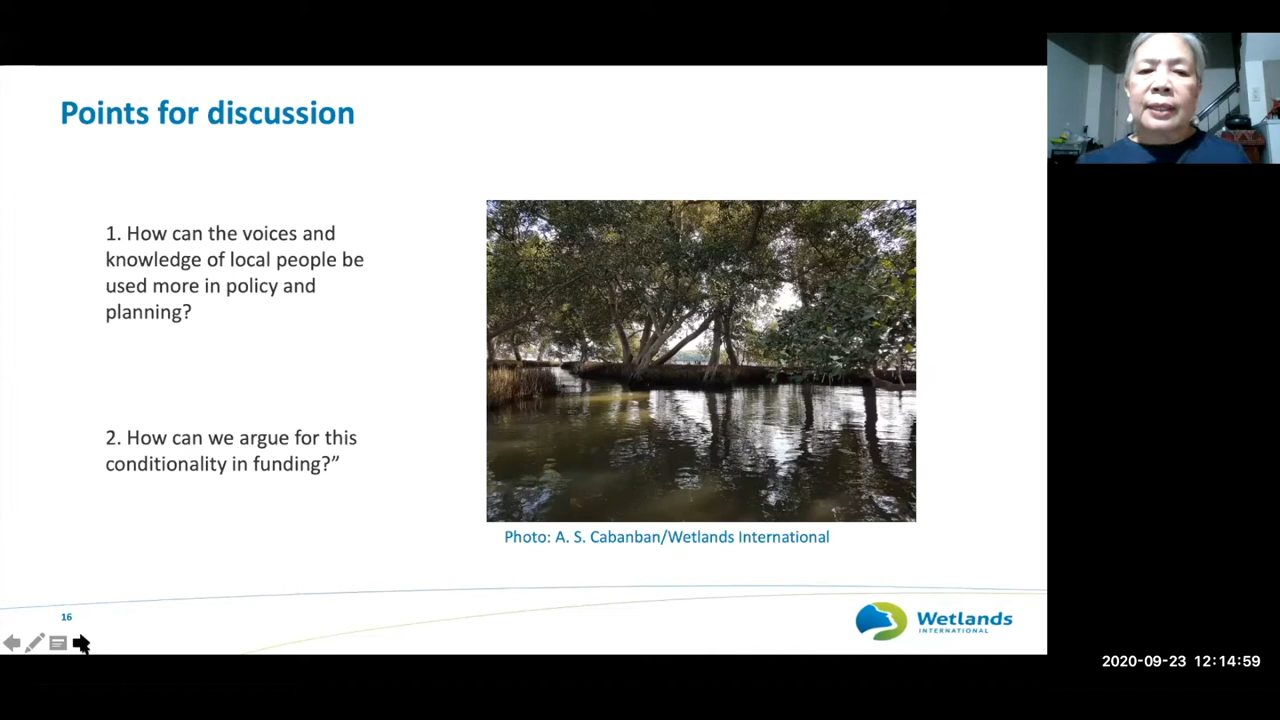 Points for discussion
1. How can the voices and
knowledge of local people be
used more in policy and
planning?
2. How can we argue for this
conditionality in funding?”
Photo: A. S. Cabanban/Wetlands International
16
Wetlands
INTERNATIONAL
2020-09-23 12:14:59